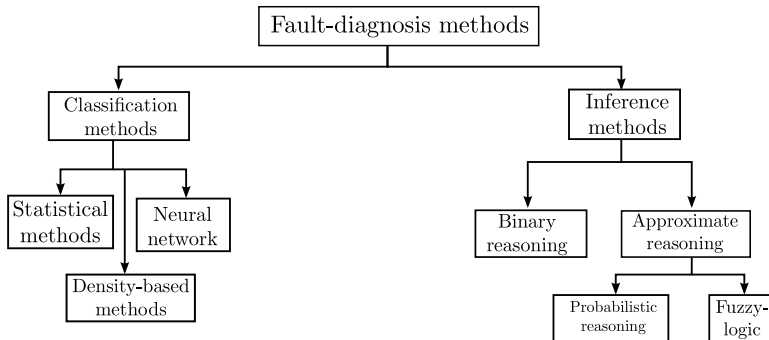 Fault-diagnosis methods
Classification
methods
Inference
methods
Statistical
methods
Neural
network
Density-based
methods
Binary
reasoning
Approximate
reasoning
Probabilistic
reasoning
Fuzzy-
logic